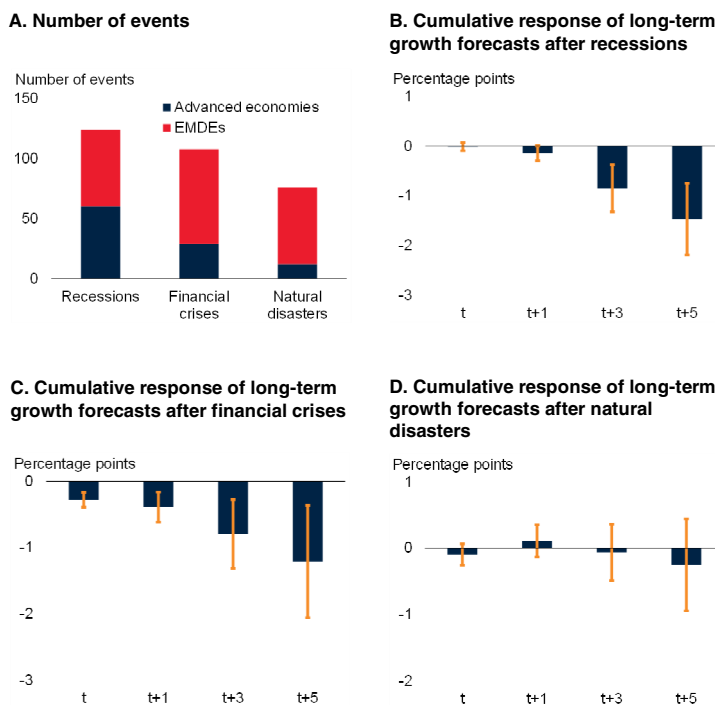 A. Number of events
Number of events
150
100
50
0
Advanced economies
EMDEs
Recessions
Financial
crises
Natural
disasters
B. Cumulative response of long-term
growth forecasts after recessions
Percentage points
1
0
-1
-2
-3
t
t+1
t+3
t+5
C. Cumulative response of long-term
growth forecasts after financial crises
Percentage points
0
-1
-2
-3
t
t+1
t+3
t+5
D. Cumulative response of long-term
growth forecasts after natural
disasters
Percentage points
1
0
-1
-2
t
t+1
t+3
t+5